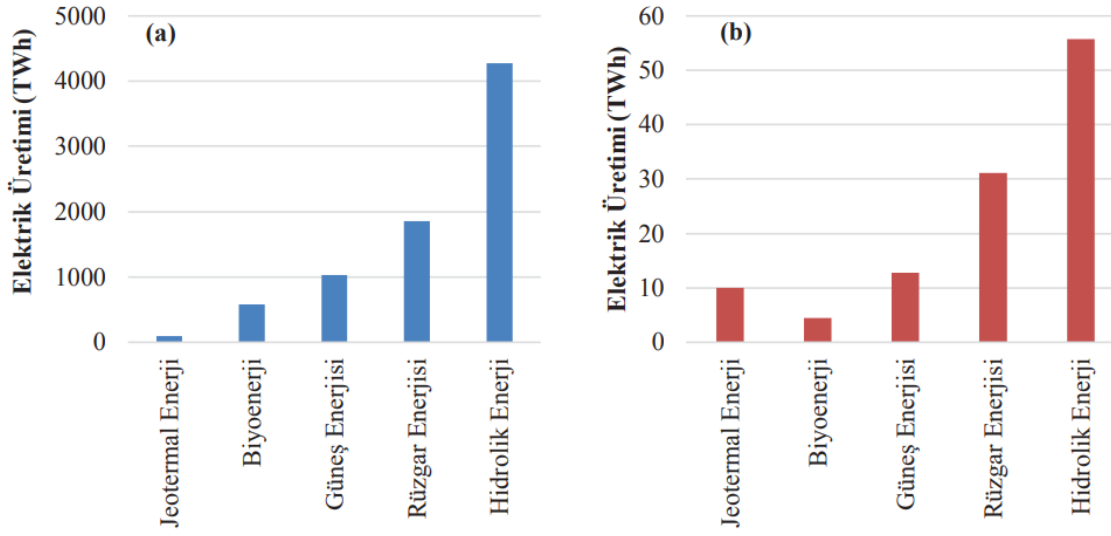 (a)
Elektrik Üretimi (TWh)
5000
4000
3000
2000
1000
0
Jeotermal Enerji
Biyoenerji
Güneş Enerjisi
Rüzgar Enerjisi
Hidrolik Enerji
(b)
Elektrik Üretimi (TWh)
60
50
40
30
20
10
0
Jeotermal Enerji
Biyoenerji
Güneş Enerjisi
Rüzgar Enerjisi
Hidrolik Enerji